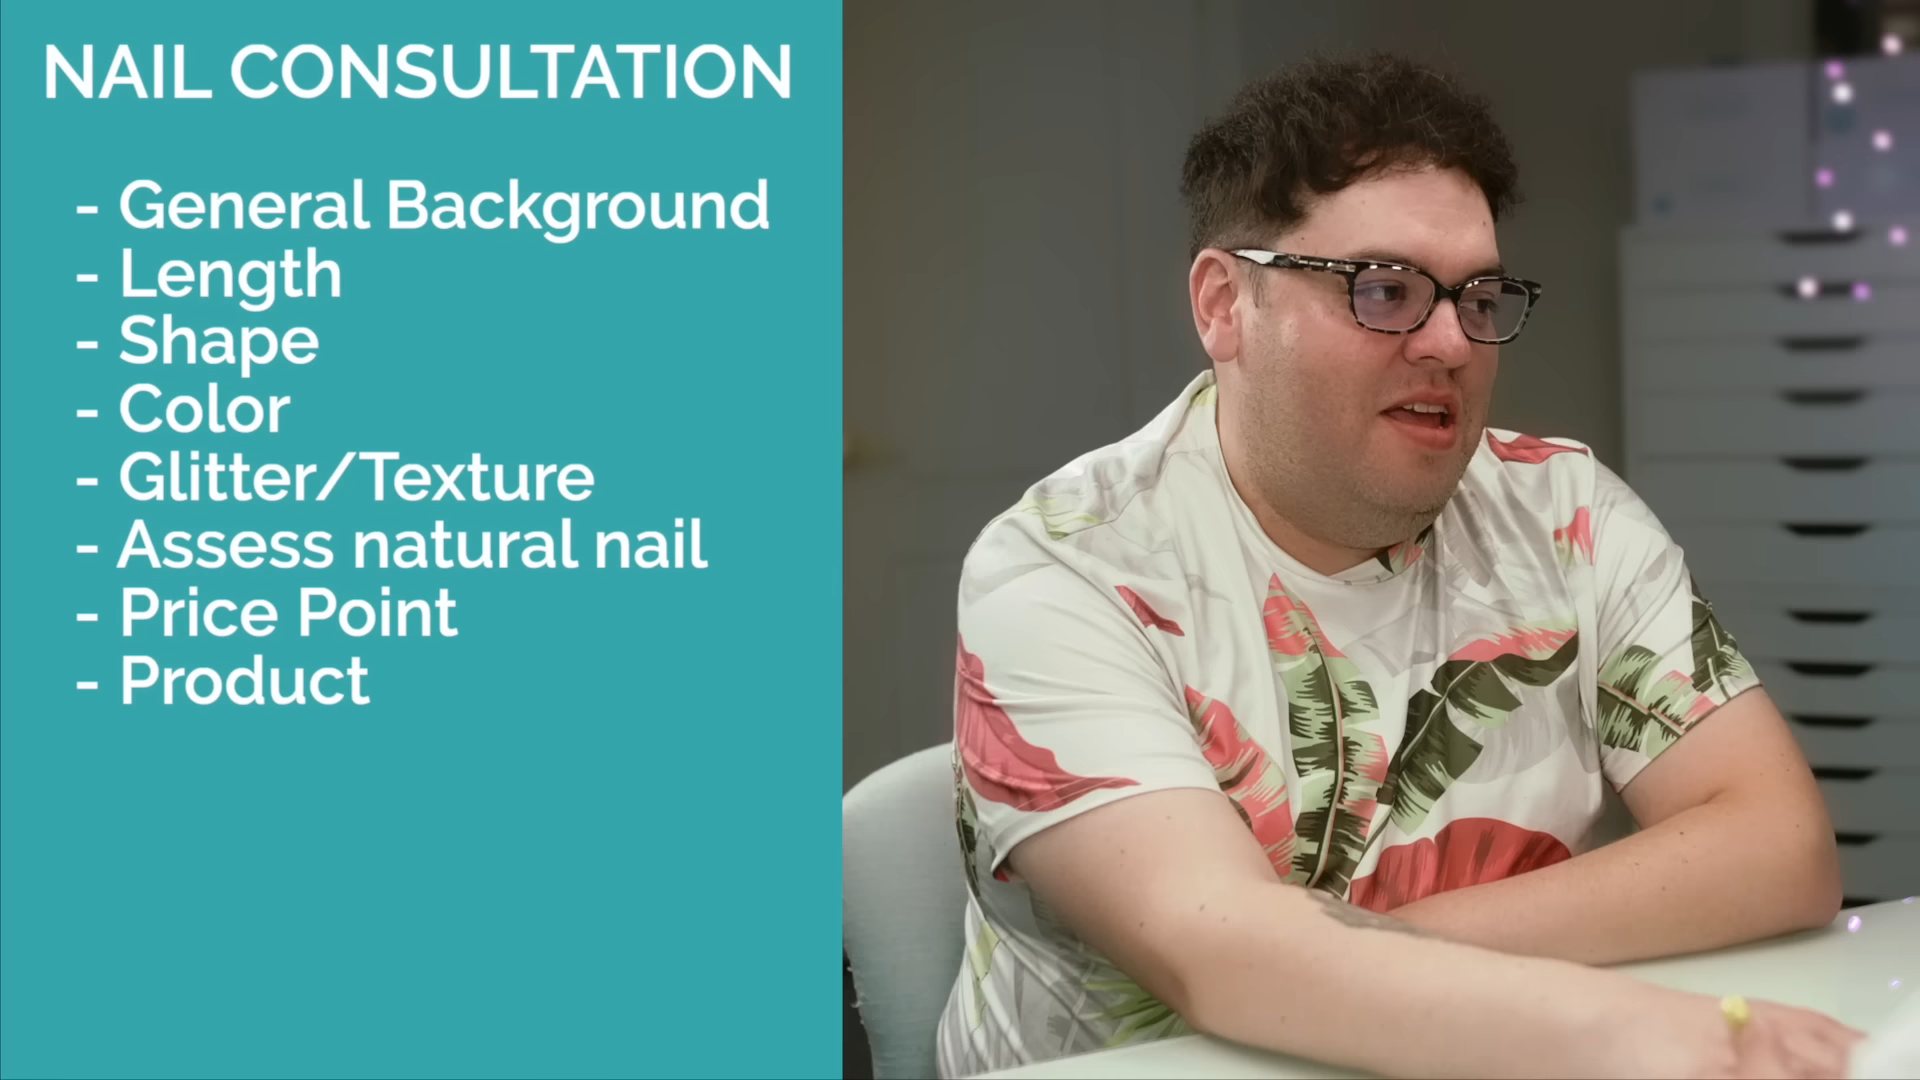 NAIL CONSULTATION
- General Background
- Length
- Shape
- Color
- Glitter/Texture
- Assess natural nail
- Price Point
- Product